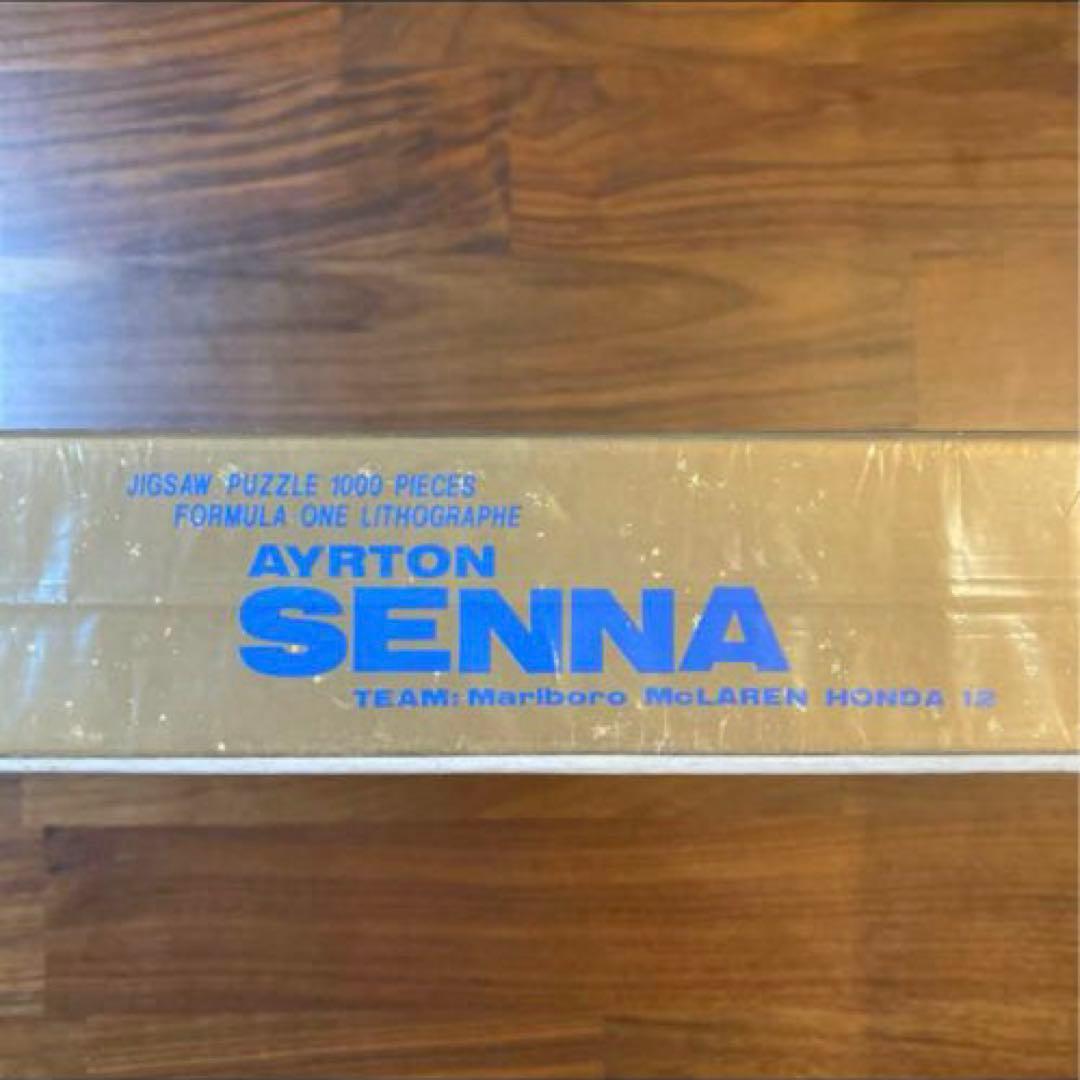 JIGSAW PUZZLE 1000 PIECES
FORMULA ONE LITHOGRAPHE
AYRTON
SENNA
TEAM: Marlboro McLAREN HONDA 12